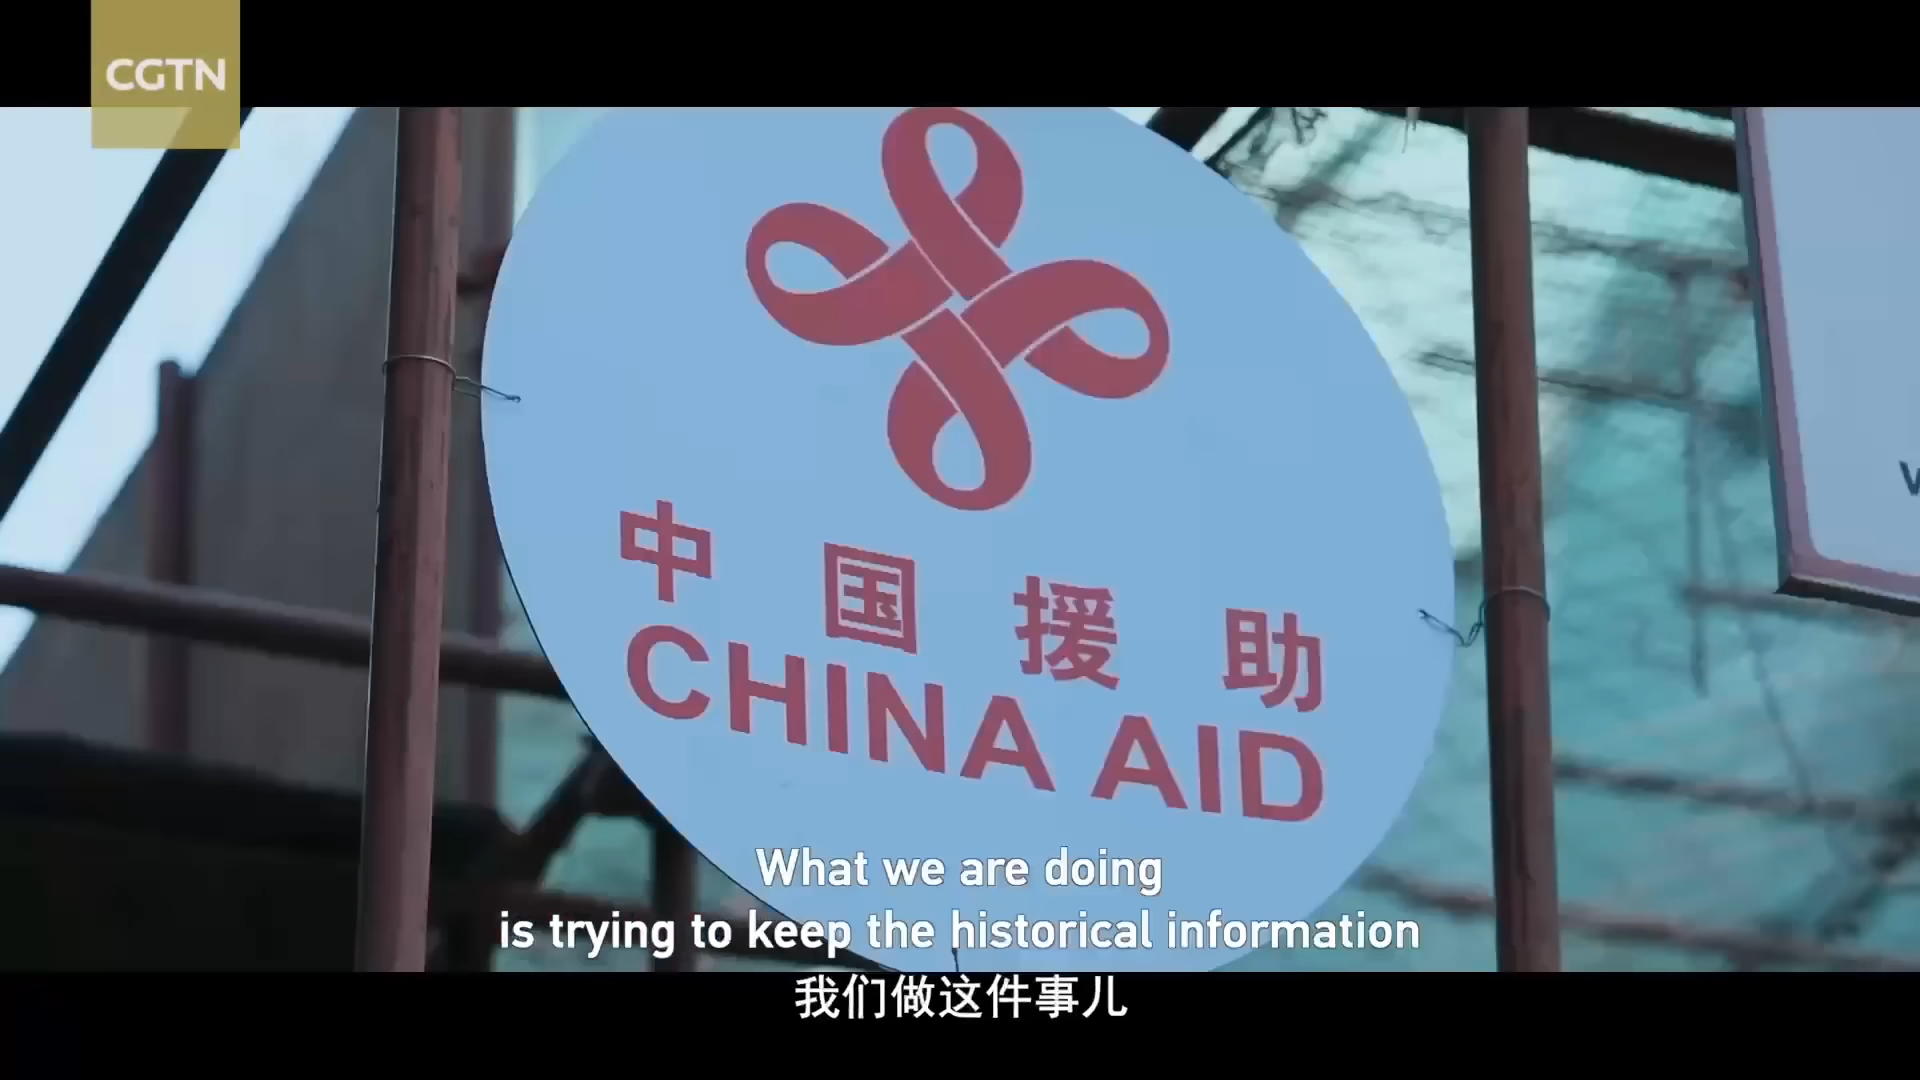 CGTN
中国援助
CHINA AID
What we are doing
is trying to keep the historical information
我们做这件事儿